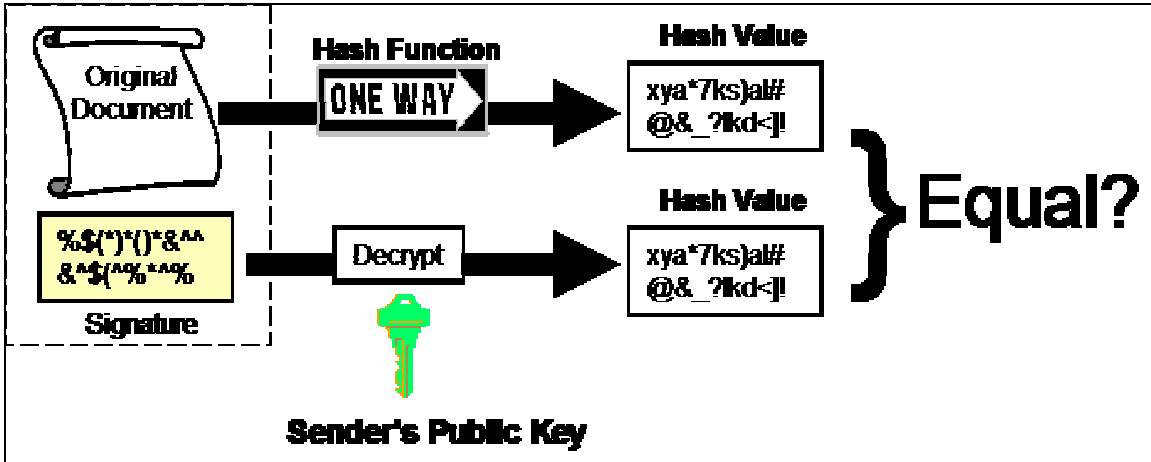 Original
Document
Hash Function
ONE WAY
Hash Value
xya*7ks)al#
@&_?lkd<]!
%$(*)*()*&^^
&^$(^%*^%
Signature
Decrypt
Sender's Public Key
Hash Value
xya*7ks)al#
@&_?lkd<]!
} Equal?